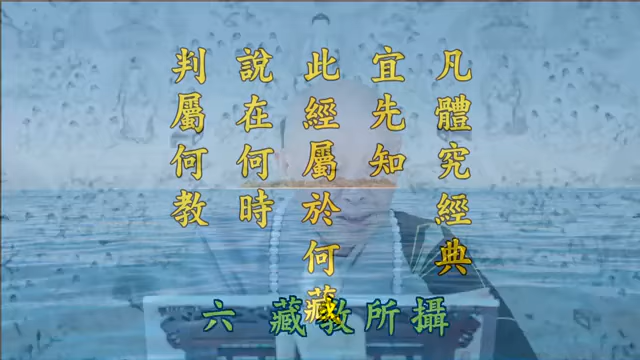 凡體究經典
宜先知
此經屬於何藏
說在何時
判屬何教
六 藏教所攝